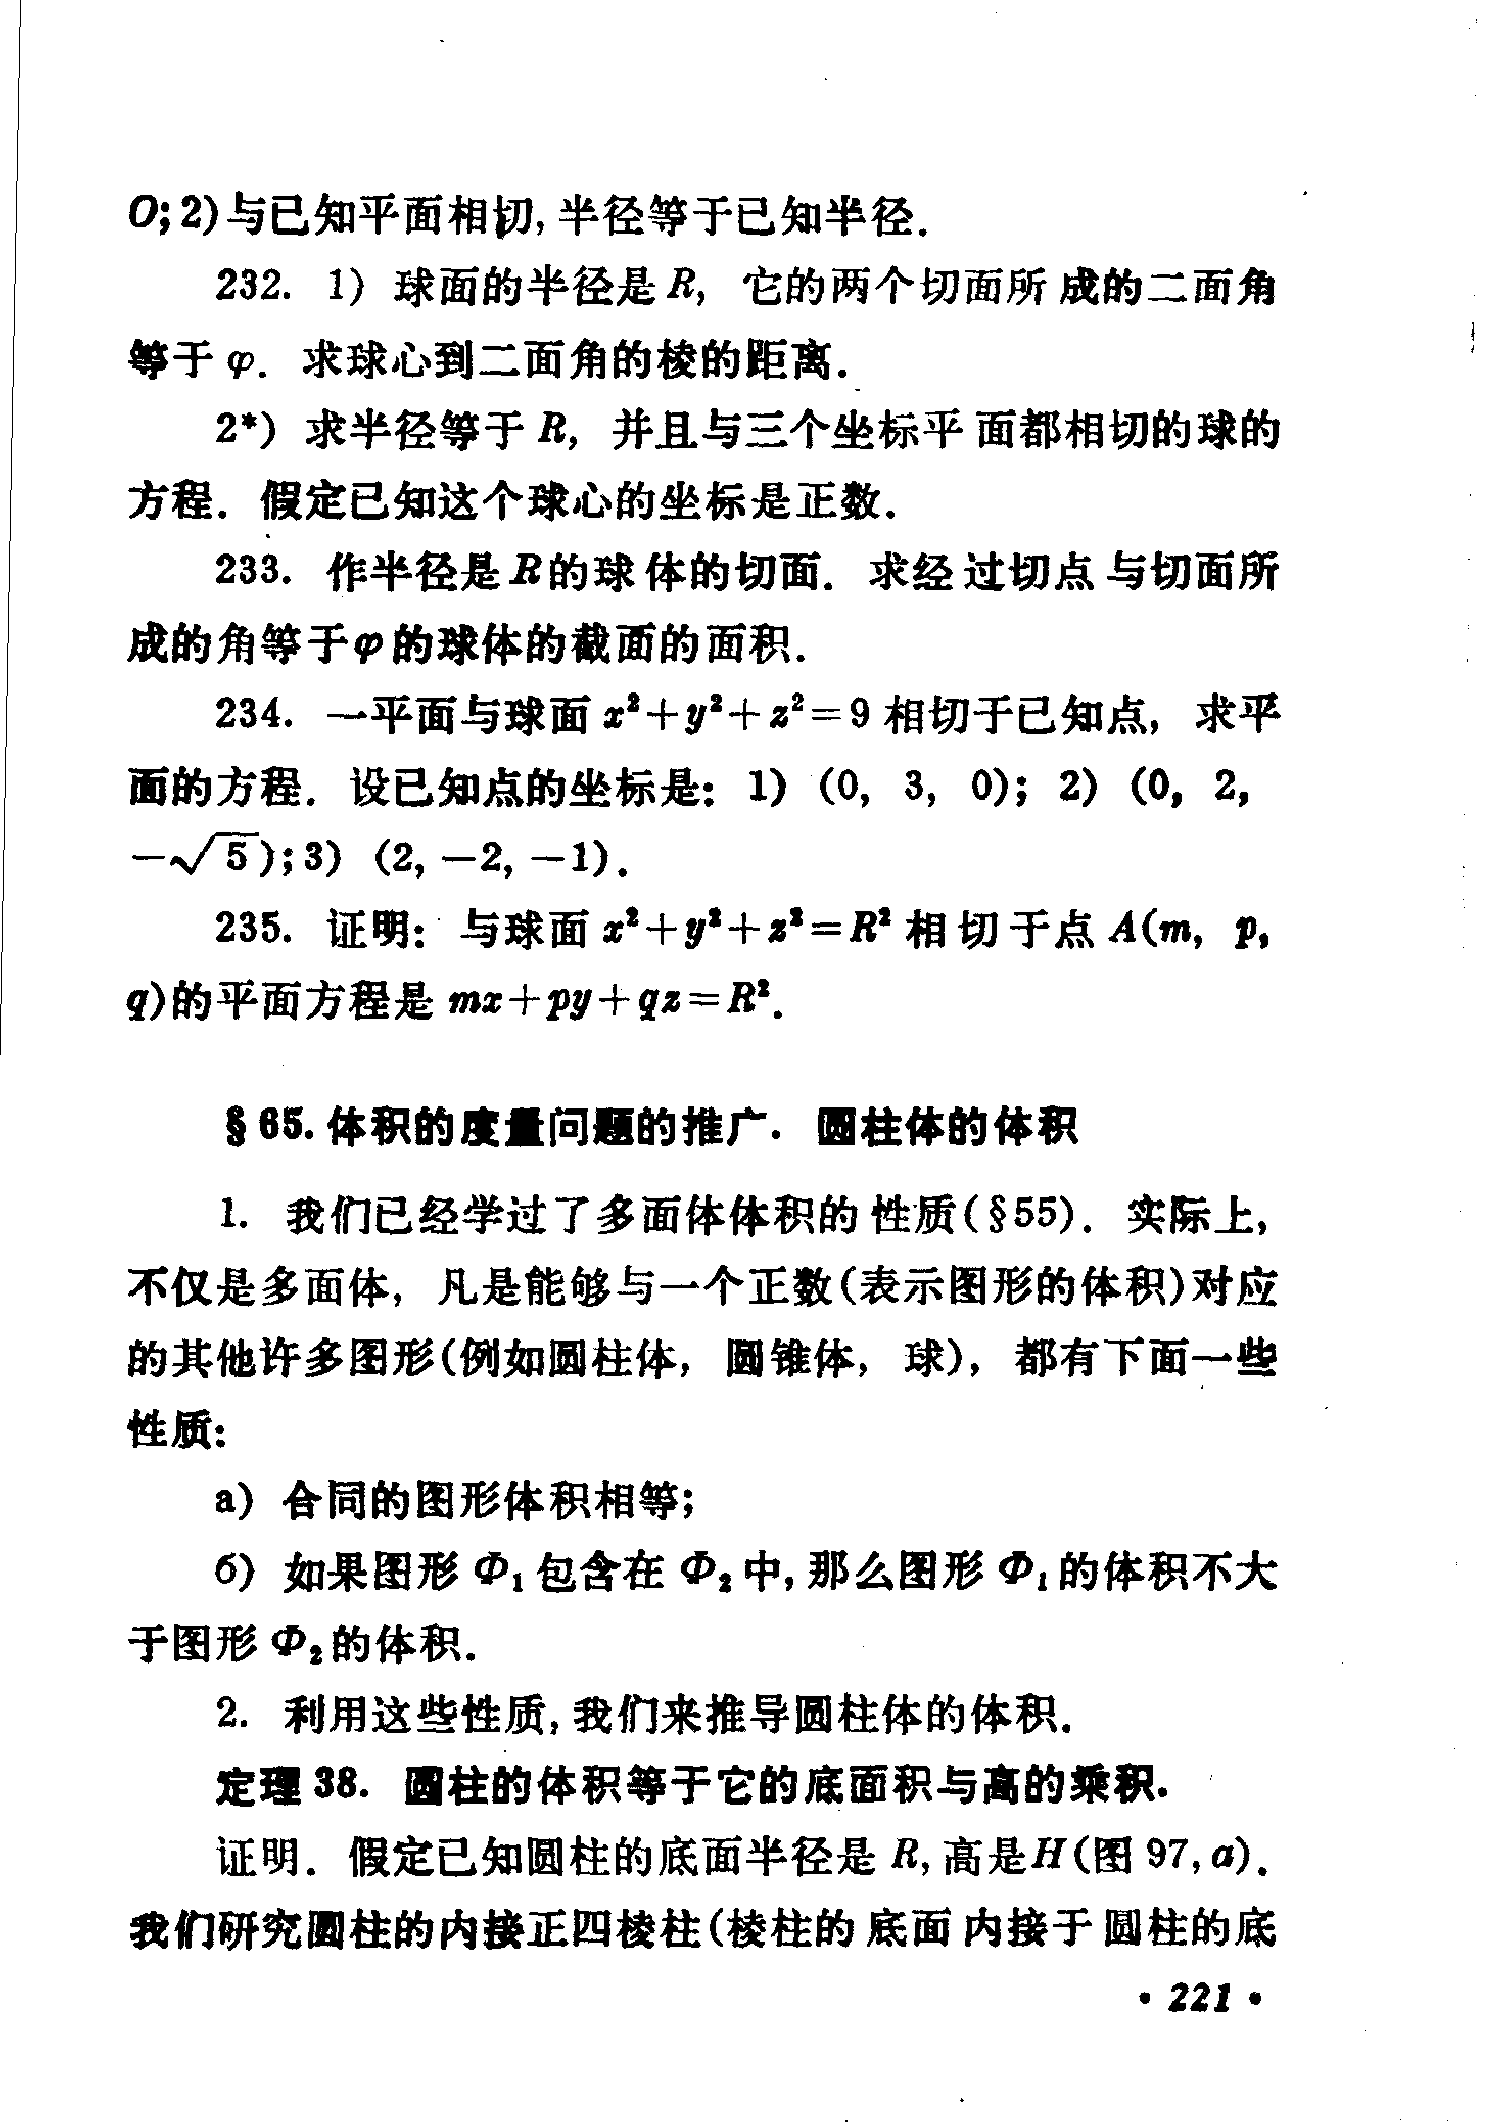 O; 2)与已知平面相切, 半径等于已知半径.
232. 1) 球面的半径是 R, 它的两个切面所成的二面角
等于 φ. 求球心到二面角的棱的距离.
2*) 求半径等于 R, 并且与三个坐标平面都相切的球的
方程. 假定已知这个球心的坐标是正数.
233. 作半径是 R 的球体的切面. 求经过切点与切面所
成的角等于 φ 的球体的截面的面积.
234. 一平面与球面 x²+y²+z²=9 相切于已知点, 求平
面的方程. 设已知点的坐标是: 1) (0, 3, 0); 2) (0, 2,
-√5); 3) (2, -2, -1).
235. 证明: 与球面 x²+y²+z²=R² 相切于点 A(m, p,
q)的平面方程是 mx+py+qz=R².
§65. 体积的度量问题的推广. 圆柱体的体积
1. 我们已经学过了多面体体积的性质(§55). 实际上,
不仅是多面体, 凡是能够与一个正数(表示图形的体积)对应
的其他许多图形(例如圆柱体, 圆锥体, 球), 都有下面一些
性质:
a) 合同的图形体积相等;
б) 如果图形 Φ₁ 包含在 Φ₂ 中, 那么图形 Φ₁ 的体积不大
于图形 Φ₂ 的体积.
2. 利用这些性质, 我们来推导圆柱体的体积.
定理 38. 圆柱的体积等于它的底面积与高的乘积.
证明. 假定已知圆柱的底面半径是 R, 高是 H (图 97, a).
我们研究圆柱的内接正四棱柱(棱柱的底面内接于圆柱的底
• 221 •